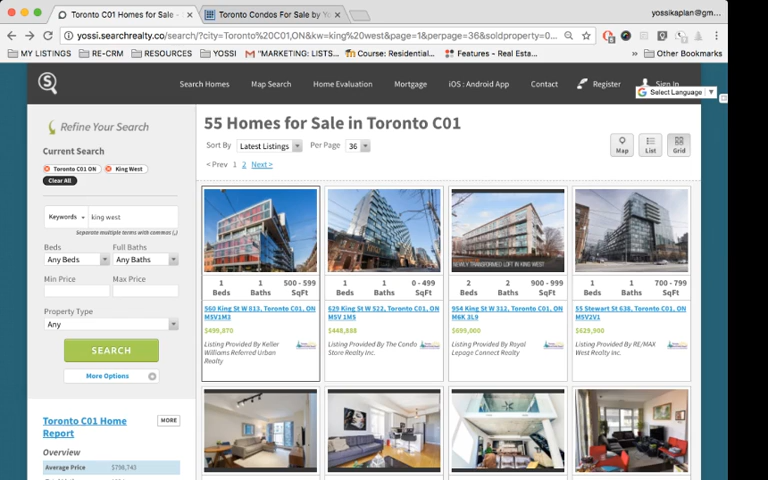 Toronto C01 Homes for Sale -
Toronto Condos For Sale by Y
yossikaplan@gm...
yossi.searchrealty.co/search/?city=Toronto%20C01,ON&kw=king%20west&page=1&perpage=36&soldproperty=0...
MY LISTINGS RE-CRM RESOURCES YOSSI "MARKETING: LISTS... Course: Residential... Features - Real Esta... » Other Bookmarks
Search Homes Map Search Home Evaluation Mortgage iOS : Android App Contact Register Sign In
Select Language
Refine Your Search
Current Search
Toronto C01 ON King West
Clear All
Keywords king west
Separate multiple terms with commas (,)
Beds Full Baths
Any Beds Any Baths
Min Price Max Price
Property Type
Any
SEARCH
More Options
Toronto C01 Home Report
MORE
Overview
Average Price $798,743
55 Homes for Sale in Toronto C01
Sort By Latest Listings Per Page 36
< Prev 1 2 Next >
Map List Grid
NEWLY TRANSFORMED LOFT IN KING WEST
1 Beds 1 Baths 500 - 599 SqFt
560 King St W 813, Toronto C01, ON M5V1M3
$499,870
Listing Provided By Keller Williams Referred Urban Realty
1 Beds 1 Baths 0 - 499 SqFt
629 King St W 522, Toronto C01, ON M5V 1M5
$448,888
Listing Provided By The Condo Store Realty Inc.
2 Beds 2 Baths 900 - 999 SqFt
954 King St W 312, Toronto C01, ON M6K 3L9
$699,000
Listing Provided By Royal Lepage Connect Realty
1 Beds 1 Baths 700 - 799 SqFt
55 Stewart St 638, Toronto C01, ON M5V2V1
$629,900
Listing Provided By RE/MAX West Realty Inc.